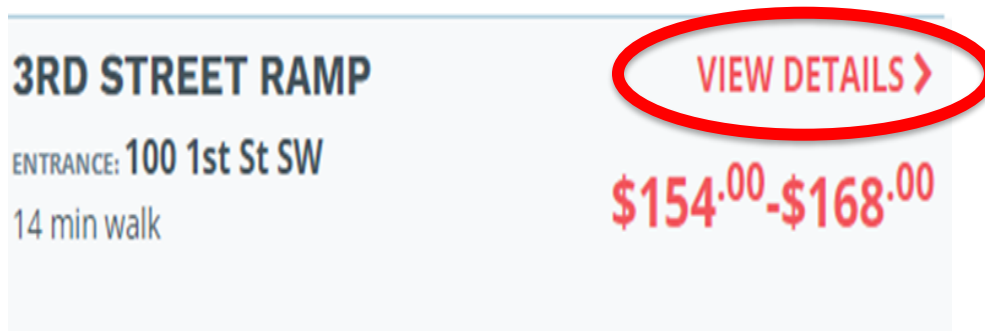 3RD STREET RAMP
VIEW DETAILS ❯
ENTRANCE: 100 1st St SW
$154.00-$168.00
14 min walk